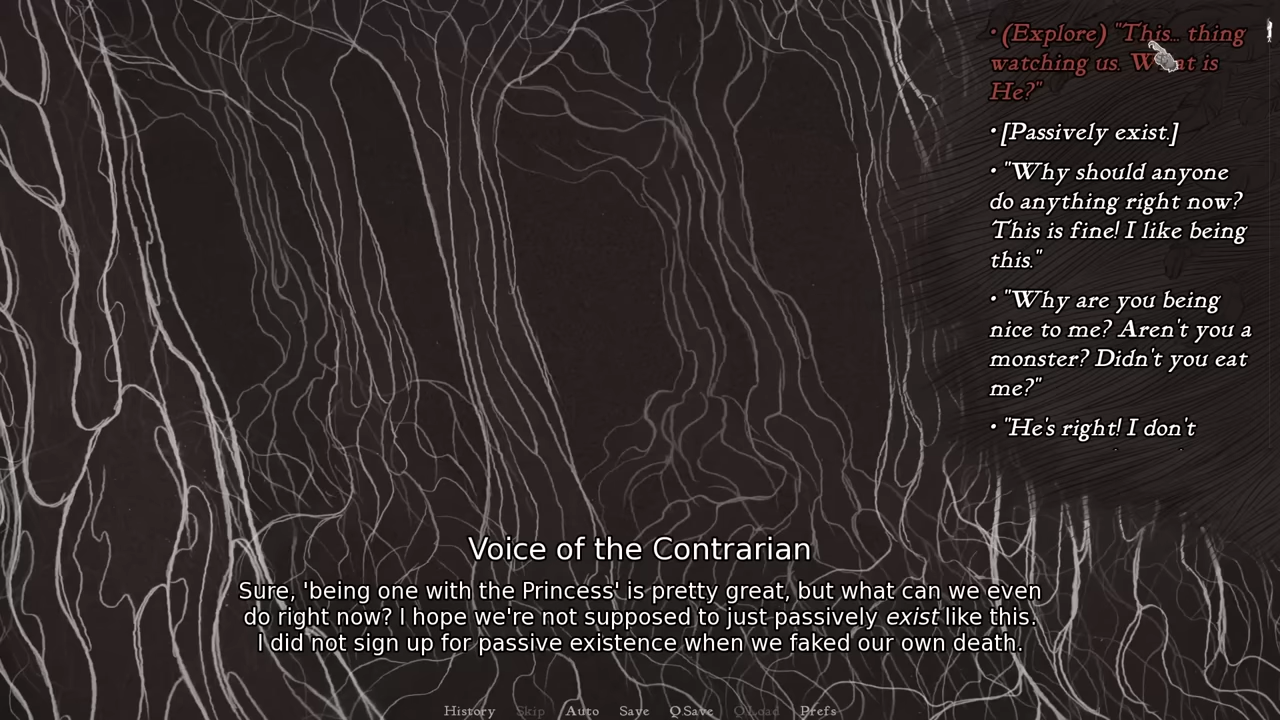 • (Explore) "This... thing
watching us. What is
He?"
• [Passively exist.]
• "Why should anyone
do anything right now?
This is fine! I like being
this."
• "Why are you being
nice to me? Aren't you a
monster? Didn't you eat
me?"
• "He's right! I don't
Voice of the Contrarian
Sure, 'being one with the Princess' is pretty great, but what can we even
do right now? I hope we're not supposed to just passively exist like this.
I did not sign up for passive existence when we faked our own death.
History Skip Auto Save Q.Save Q.Load Prefs